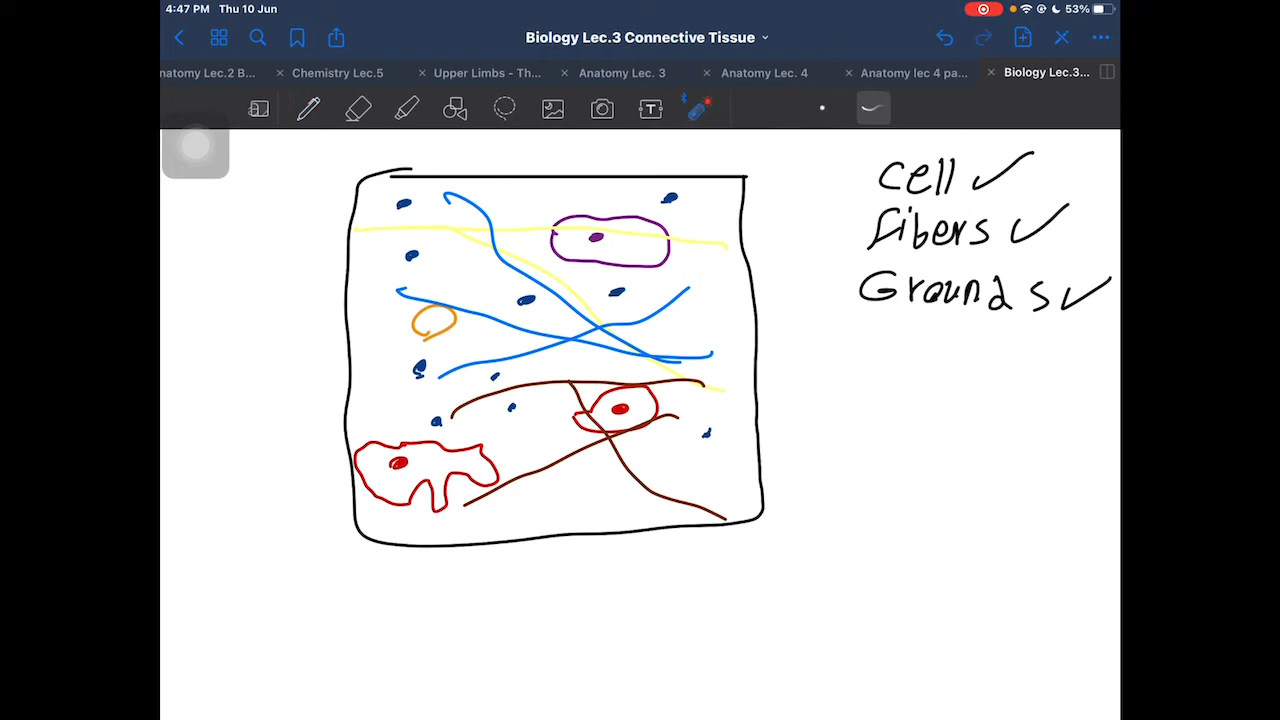 4:47 PM Thu 10 Jun
53%
Biology Lec.3 Connective Tissue
natomy Lec.2 B...
Chemistry Lec.5
Upper Limbs - Th...
Anatomy Lec. 3
Anatomy Lec. 4
Anatomy lec 4 pa...
Biology Lec.3...
T
Cell
Fibers
Ground S